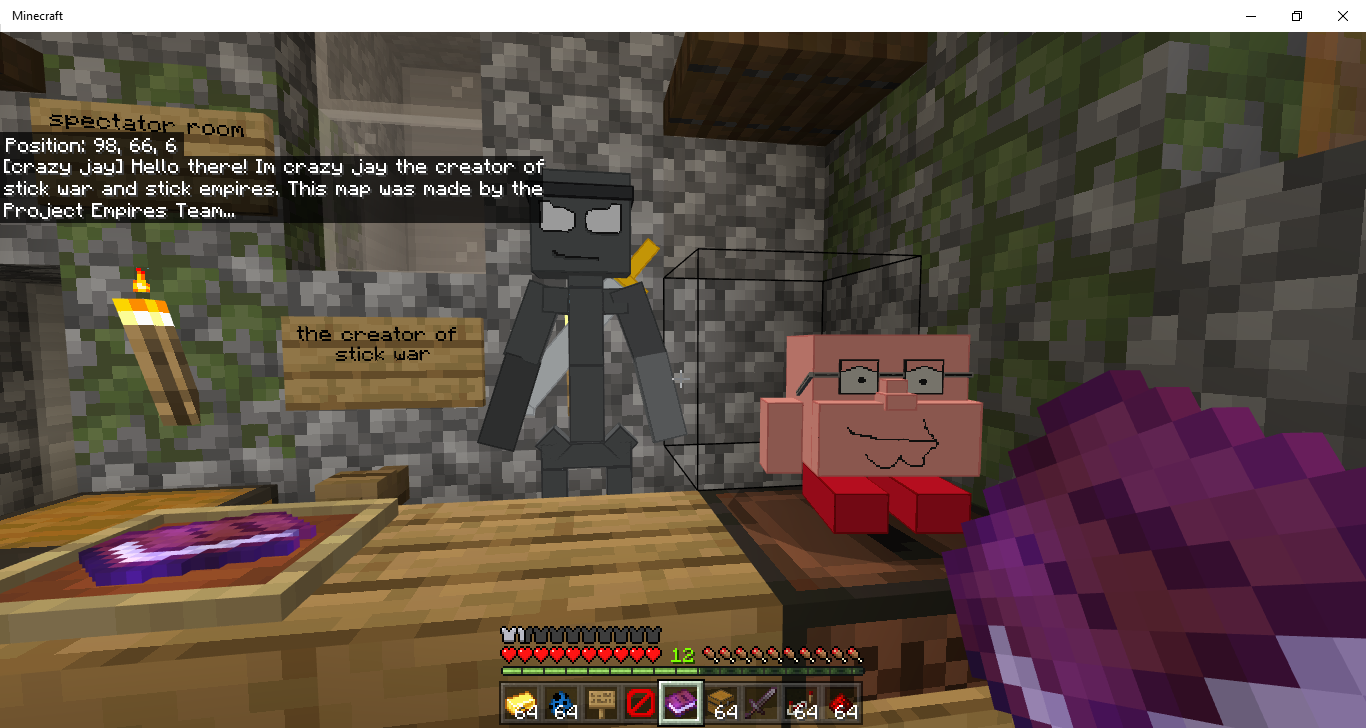 Minecraft
spectator room
Position: 98, 66, 6
[crazy jay] Hello there! Im crazy jay the creator of
stick war and stick empires. This map was made by the
Project Empires Team...
the creator of
stick war
12
64
64
64
64
64